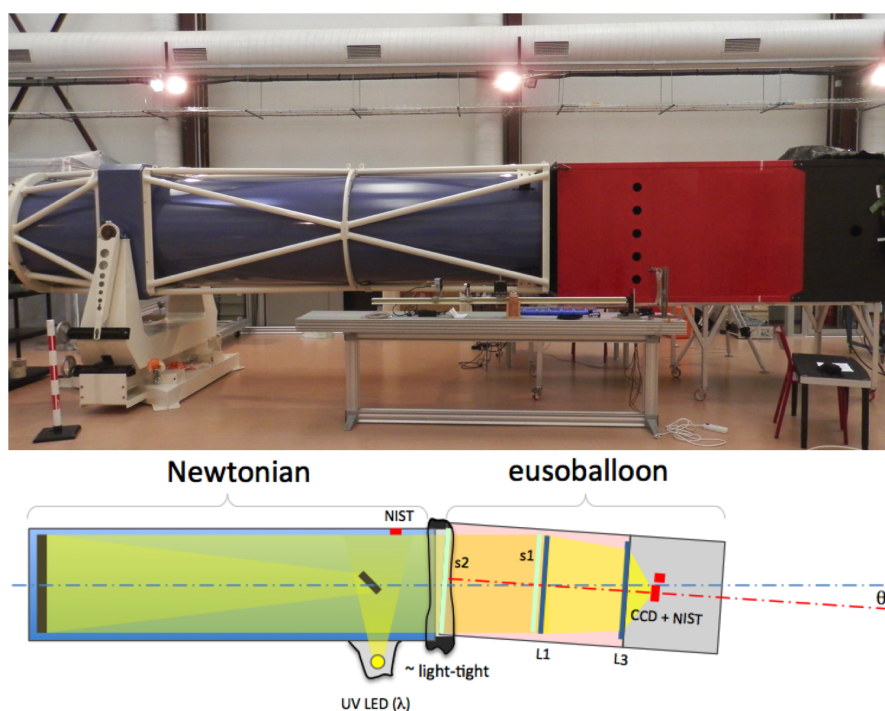 Newtonian
eusoballoon
NIST
s2
s1
θ
CCD + NIST
~ light-tight
L1
L3
UV LED (λ)